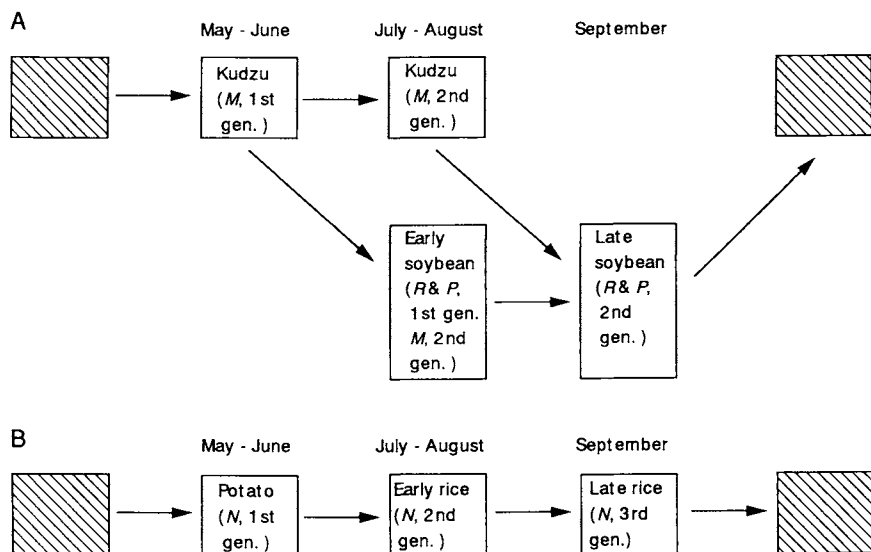 A
May - June
July - August
September
Kudzu
(M, 1st
gen. )
Kudzu
(M, 2nd
gen. )
Early
soybean
(R & P,
1st gen.
M, 2nd
gen. )
Late
soybean
(R & P,
2nd
gen. )
B
May - June
July - August
September
Potato
(N, 1st
gen. )
Early rice
(N, 2nd
gen. )
Late rice
(N, 3rd
gen. )